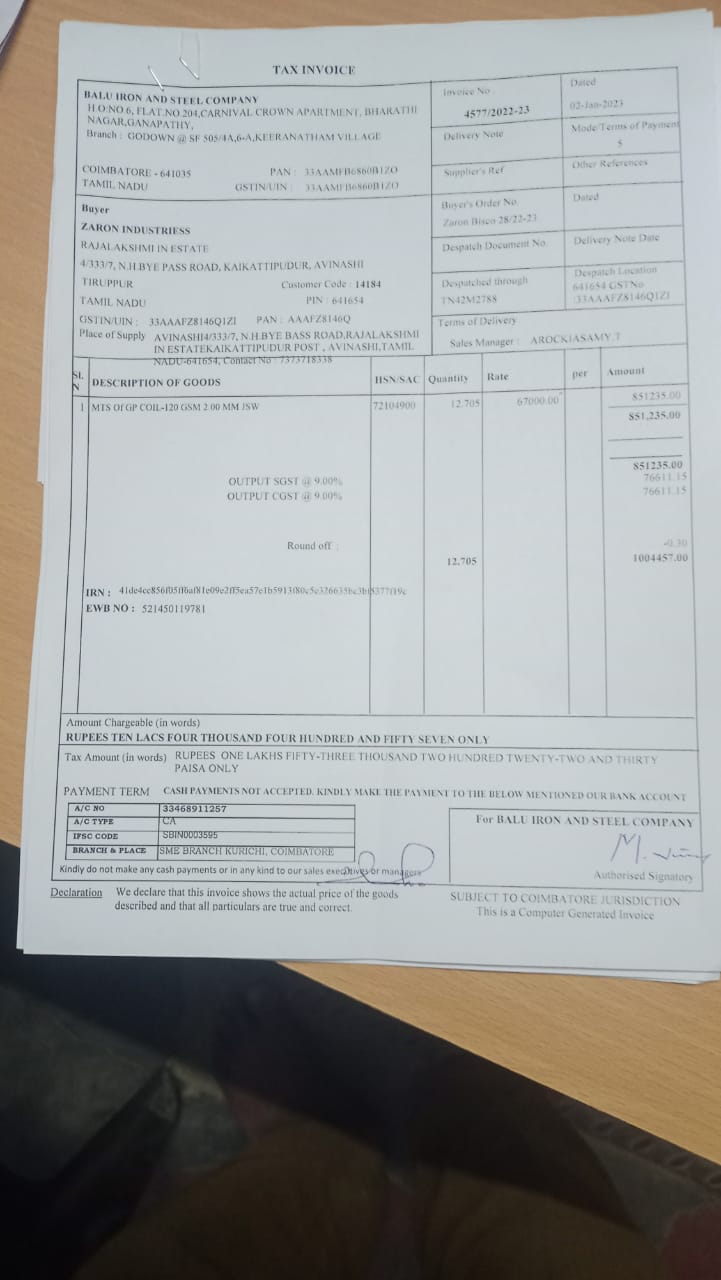 TAX INVOICE
BALU IRON AND STEEL COMPANY
H.O:NO 6, FLAT.NO.204,CARNIVAL CROWN APARTMENT, BHARATHI
NAGAR,GANAPATHY,
Branch : GODOWN @ SF 505/4A,6-A,KEERANATHAM VILLAGE
COIMBATORE - 641035 PAN : 33AAMFB6860B1ZO
TAMIL NADU GSTIN/UIN : 33AAMFB6860B1ZO
Invoice No
4577/2022-23
Dated
02-Jan-2023
Delivery Note
Mode/Terms of Payment
5
Supplier's Ref
Other References
Buyer's Order No.
Zaron Bisco 28/22-23
Dated
Despatch Document No.
Delivery Note Date
Despatched through
TN42M2788
Despatch Location
641654 GSTNo
:33AAAFZ8146Q1ZI
Terms of Delivery
Sales Manager : AROCKIASAMY.T
Buyer
ZARON INDUSTRIESS
RAJALAKSHMI IN ESTATE
4/333/7, N.H.BYE PASS ROAD, KAIKATTIPUDUR, AVINASHI
TIRUPPUR Customer Code : 14184
TAMIL NADU PIN : 641654
GSTIN/UIN : 33AAAFZ8146Q1ZI PAN : AAAFZ8146Q
Place of Supply AVINASHI4/333/7, N.H.BYE BASS ROAD,RAJALAKSHMI
IN ESTATEKAIKATTIPUDUR POST , AVINASHI,TAMIL
NADU-641654, Contact No : 7373718338
SI.
N DESCRIPTION OF GOODS HSN/SAC Quantity Rate per Amount
1 MTS Of GP COIL-120 GSM 2.00 MM JSW 72104900 12.705 67000.00 851235.00
851,235.00
851235.00
OUTPUT SGST @ 9.00% 76611.15
OUTPUT CGST @ 9.00% 76611.15
Round off : -0.30
12.705 1004457.00
IRN :
EWB NO : 521450119781
Amount Chargeable (in words)
RUPEES TEN LACS FOUR THOUSAND FOUR HUNDRED AND FIFTY SEVEN ONLY
Tax Amount (in words) RUPEES ONE LAKHS FIFTY-THREE THOUSAND TWO HUNDRED TWENTY-TWO AND THIRTY
PAISA ONLY
PAYMENT TERM CASH PAYMENTS NOT ACCEPTED. KINDLY MAKE THE PAYMENT TO THE BELOW MENTIONED OUR BANK ACCOUNT
A/C NO 33468911257
A/C TYPE CA
IFSC CODE SBIN0003595
BRANCH & PLACE SME BRANCH KURICHI, COIMBATORE
Kindly do not make any cash payments or in any kind to our sales executives or managers
For BALU IRON AND STEEL COMPANY
Authorised Signatory
Declaration We declare that this invoice shows the actual price of the goods
described and that all particulars are true and correct.
SUBJECT TO COIMBATORE JURISDICTION
This is a Computer Generated Invoice